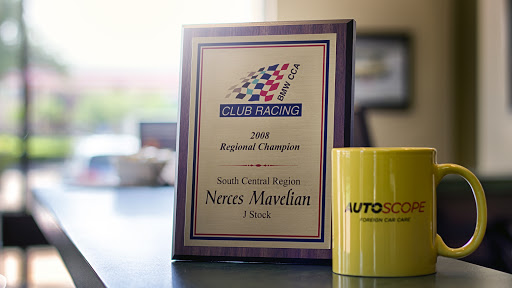 BMW CCA
CLUB RACING
2008
Regional Champion
South Central Region
Nerces Mavelian
J Stock
AUTOSCOPE
FOREIGN CAR CARE